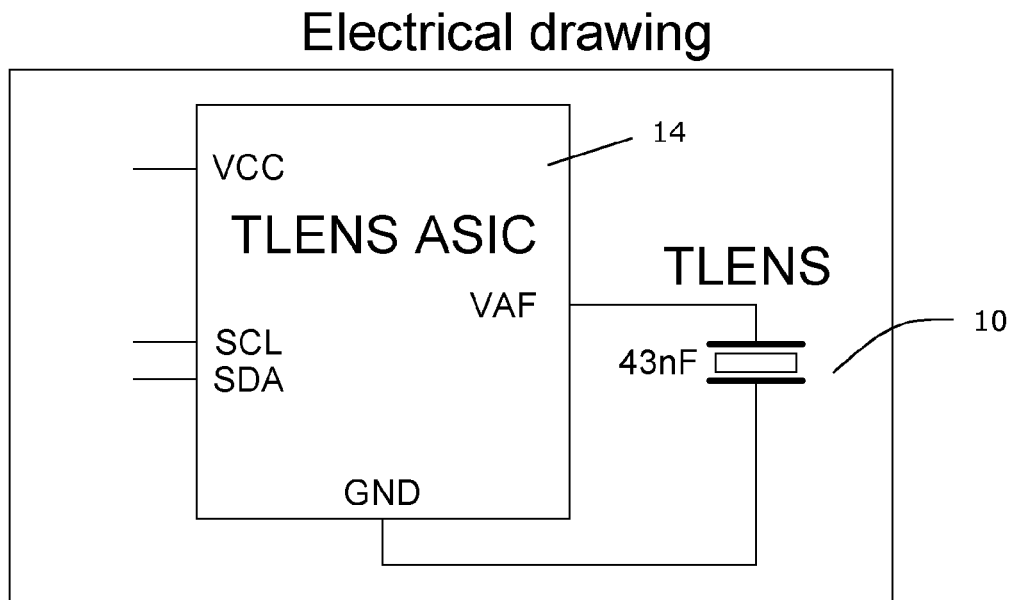 Electrical drawing
14
VCC
TLENS ASIC
TLENS
VAF
10
SCL
43nF
SDA
GND